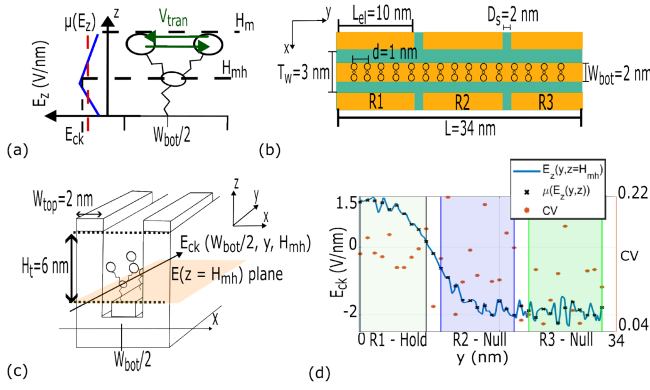 μ(E_z)
z
V_tran
H_m
H_mh
E_z (V/nm)
E_ck
W_bot/2
(a)
y
x
L_el=10 nm
D_s=2 nm
T_w=3 nm
d=1nm
W_bot=2 nm
R1 R2 R3
L=34 nm
(b)
W_top=2 nm
z
y
x
H_t=6 nm
E_ck (W_bot/2, y, H_mh)
E(z = H_mh) plane
x
W_bot/2
(c)
E_z(y,z=H_mh)
μ(E_z(y,z))
CV
1.5
0
-2
E_ck (V/nm)
0.22
CV
0.04
0 R1 - Hold R2 - Null R3 - Null 34
y (nm)
(d)